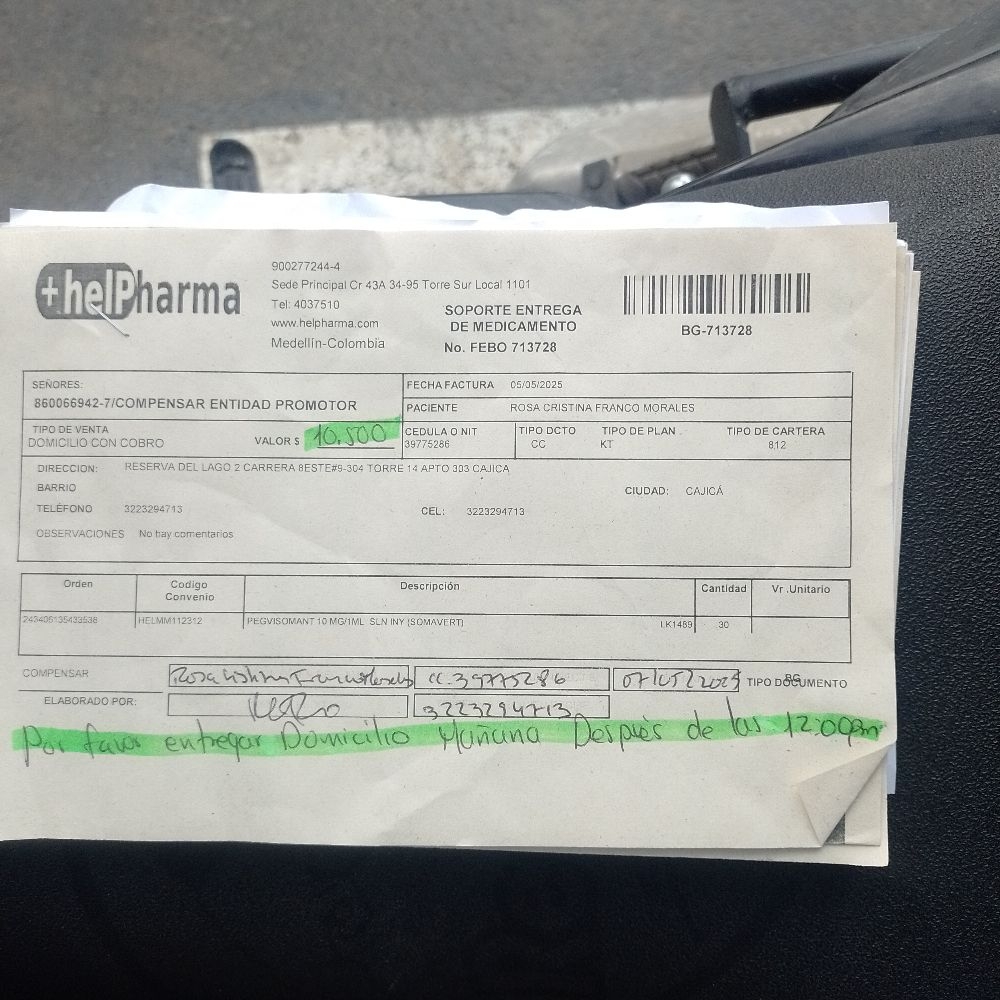 +helPharma
900277244-4
Sede Principal Cr 43A 34-95 Torre Sur Local 1101
Tel: 4037510
www.helpharma.com
Medellín-Colombia
SOPORTE ENTREGA
DE MEDICAMENTO
No. FEBO 713728
BG-713728
SEÑORES:
860066942-7/COMPENSAR ENTIDAD PROMOTOR
FECHA FACTURA 05/05/2025
PACIENTE ROSA CRISTINA FRANCO MORALES
TIPO DE VENTA
DOMICILIO CON COBRO
VALOR $ 10.500
CEDULA O NIT
39775286
TIPO DCTO
CC
TIPO DE PLAN .
KT
TIPO DE CARTERA
812
DIRECCION: RESERVA DEL LAGO 2 CARRERA 8ESTE#9-304 TORRE 14 APTO 303 CAJICA
BARRIO
CIUDAD: CAJICÁ
TELÉFONO 3223294713
CEL: 3223294713
OBSERVACIONES No hay comentarios
Orden Codigo Convenio Descripción Cantidad Vr .Unitario
243406135433538 HELMM112312 PEGVISOMANT 10 MG/1ML SLN INY (SOMAVERT) LK1489 30
COMPENSAR Rosa Cristina Franco Morales CC.39775286 07/05/2025 TIPO DOCUMENTO BG
ELABORADO POR: 3223294713
Por favor entregar Domicilio Mañana Después de las 12:00pm